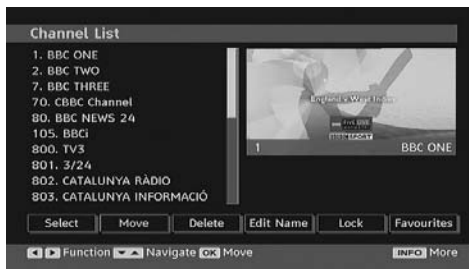 Channel List
1. BBC ONE
2. BBC TWO
7. BBC THREE
70. CBBC Channel
80. BBC NEWS 24
105. BBCi
800. TV3
801. 3/24
802. CATALUNYA RÀDIO
803. CATALUNYA INFORMACIÓ
England v West Indies
SPORT
1 BBC ONE
Select Move Delete Edit Name Lock Favourites
Function Navigate OK Move INFO More